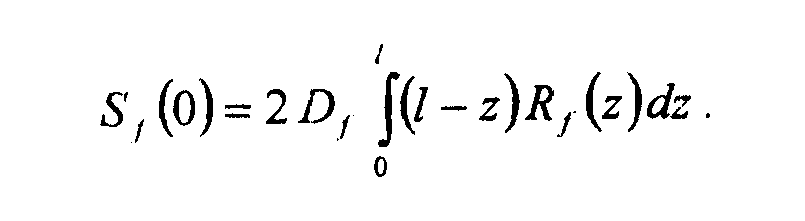 S_f(0) = 2 D_f ∫_0^l (l − z) R_f(z) dz .